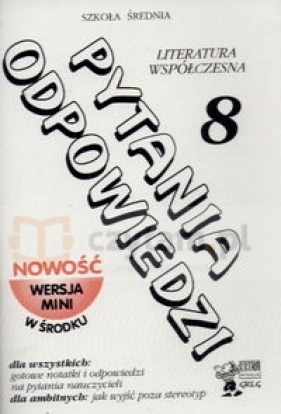 SZKOŁA ŚREDNIA
LITERATURA
WSPÓŁCZESNA
8
PYTANIA
ODPOWIEDZI
NOWOŚĆ
WERSJA
MINI
W ŚRODKU
dla wszystkich:
gotowe notatki i odpowiedzi
na pytania nauczycieli
dla ambitnych: jak wyjść poza stereotyp
GREG